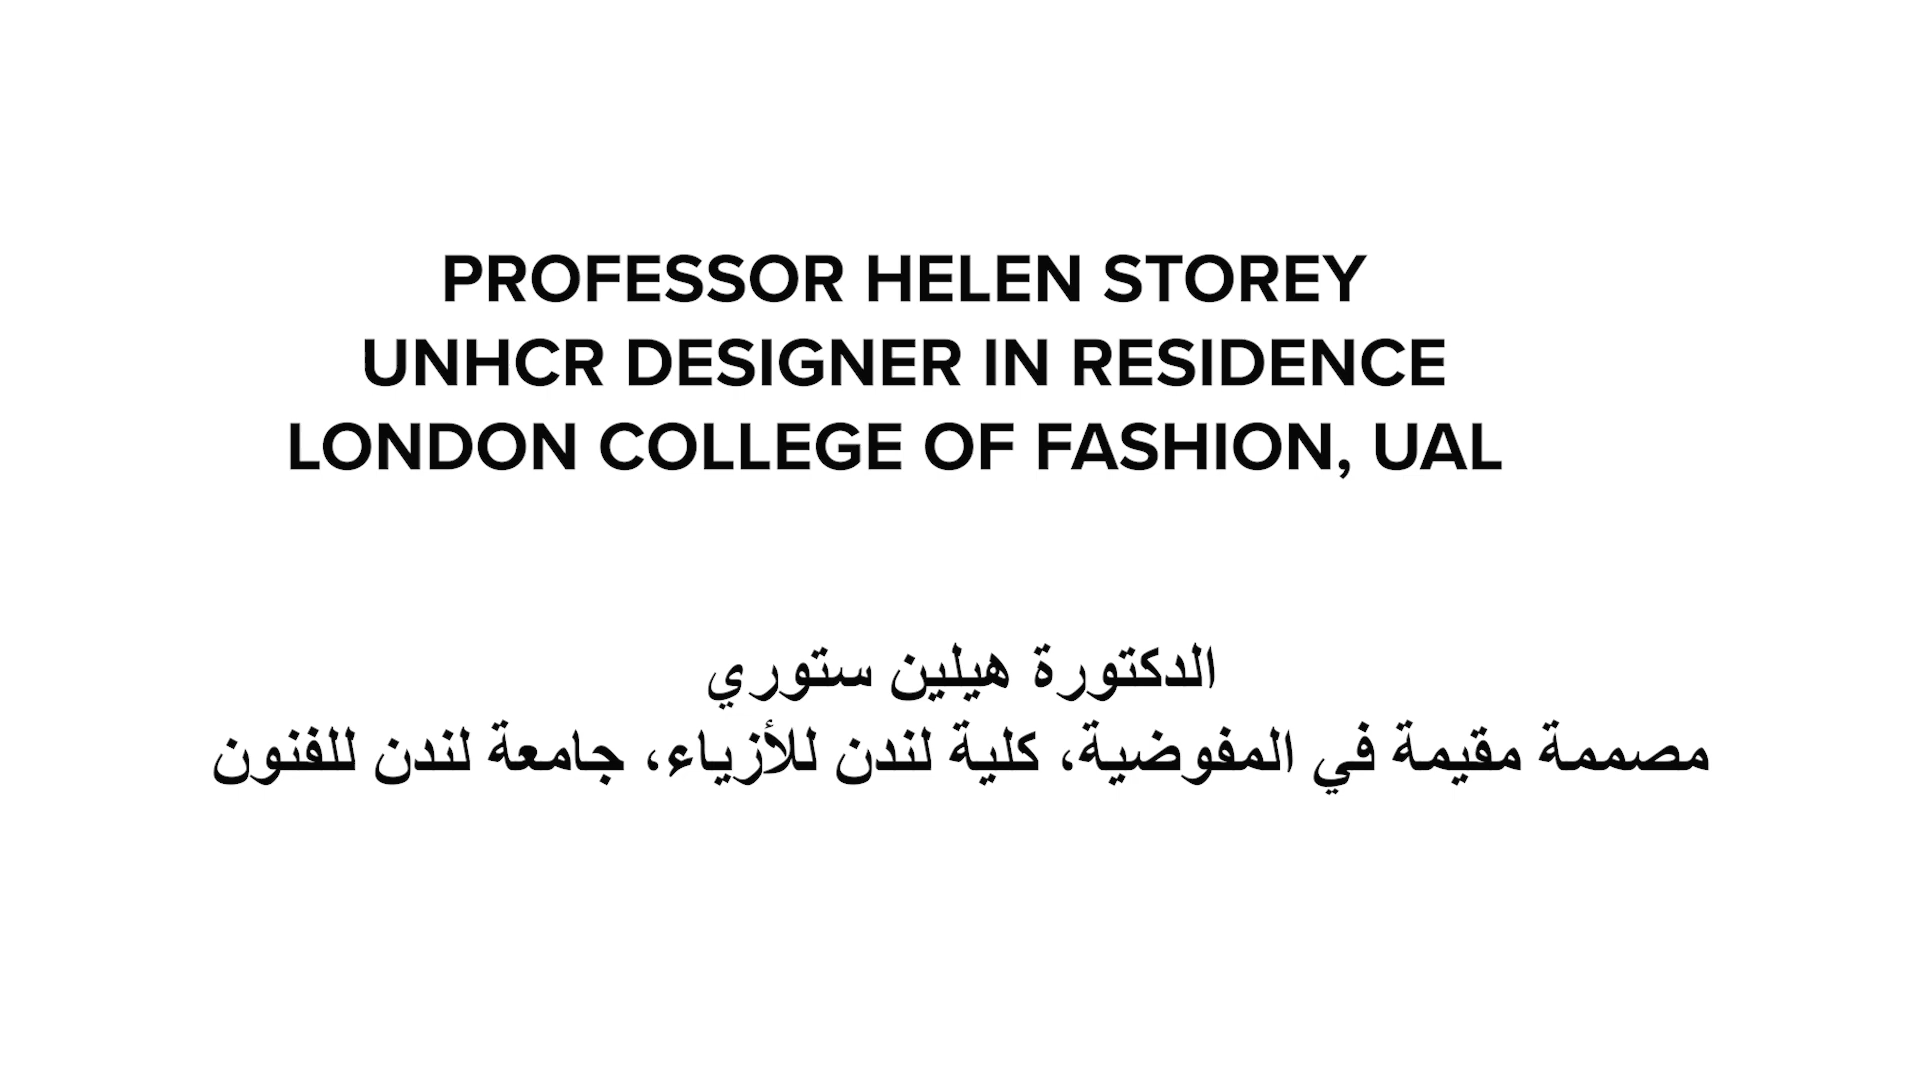 PROFESSOR HELEN STOREY
UNHCR DESIGNER IN RESIDENCE
LONDON COLLEGE OF FASHION, UAL
الدكتورة هيلين ستوري
مصممة مقيمة في المفوضية، كلية لندن للأزياء، جامعة لندن للفنون